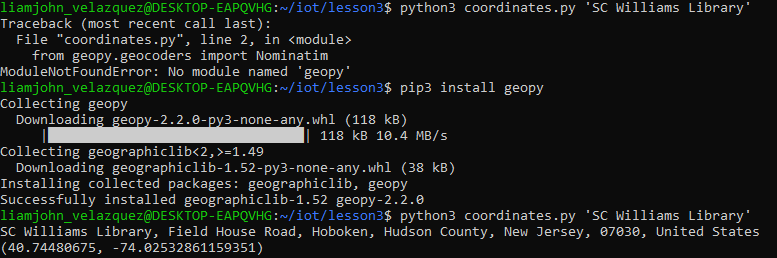 liamjohn_velazquez@DESKTOP-EAPQVHG:~/iot/lesson3$ python3 coordinates.py 'SC Williams Library'
Traceback (most recent call last):
  File "coordinates.py", line 2, in <module>
    from geopy.geocoders import Nominatim
ModuleNotFoundError: No module named 'geopy'
liamjohn_velazquez@DESKTOP-EAPQVHG:~/iot/lesson3$ pip3 install geopy
Collecting geopy
  Downloading geopy-2.2.0-py3-none-any.whl (118 kB)
     |████████████████████████████████| 118 kB 10.4 MB/s
Collecting geographiclib<2,>=1.49
  Downloading geographiclib-1.52-py3-none-any.whl (38 kB)
Installing collected packages: geographiclib, geopy
Successfully installed geographiclib-1.52 geopy-2.2.0
liamjohn_velazquez@DESKTOP-EAPQVHG:~/iot/lesson3$ python3 coordinates.py 'SC Williams Library'
SC Williams Library, Field House Road, Hoboken, Hudson County, New Jersey, 07030, United States
(40.74480675, -74.02532861159351)